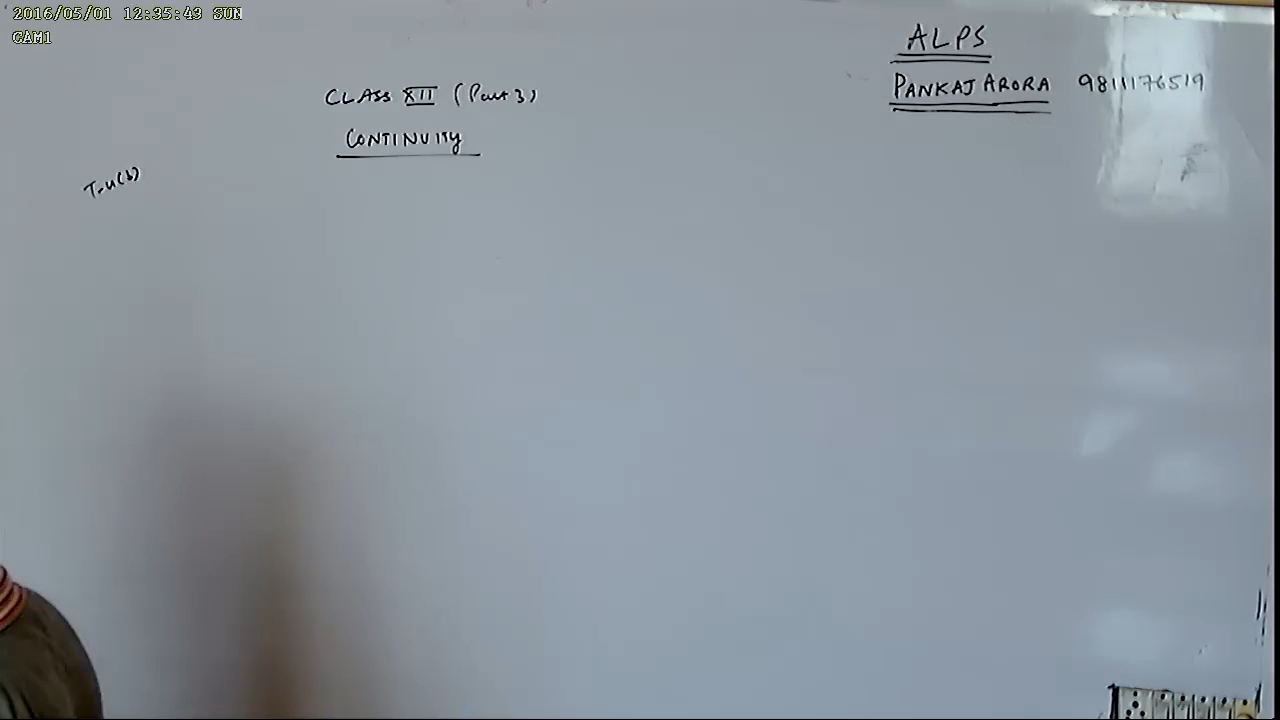 2016/05/01 12:35:43 SUN
CAM1
ALPS
PANKAJ ARORA 9811176519
CLASS XII (Part 3)
CONTINUITY